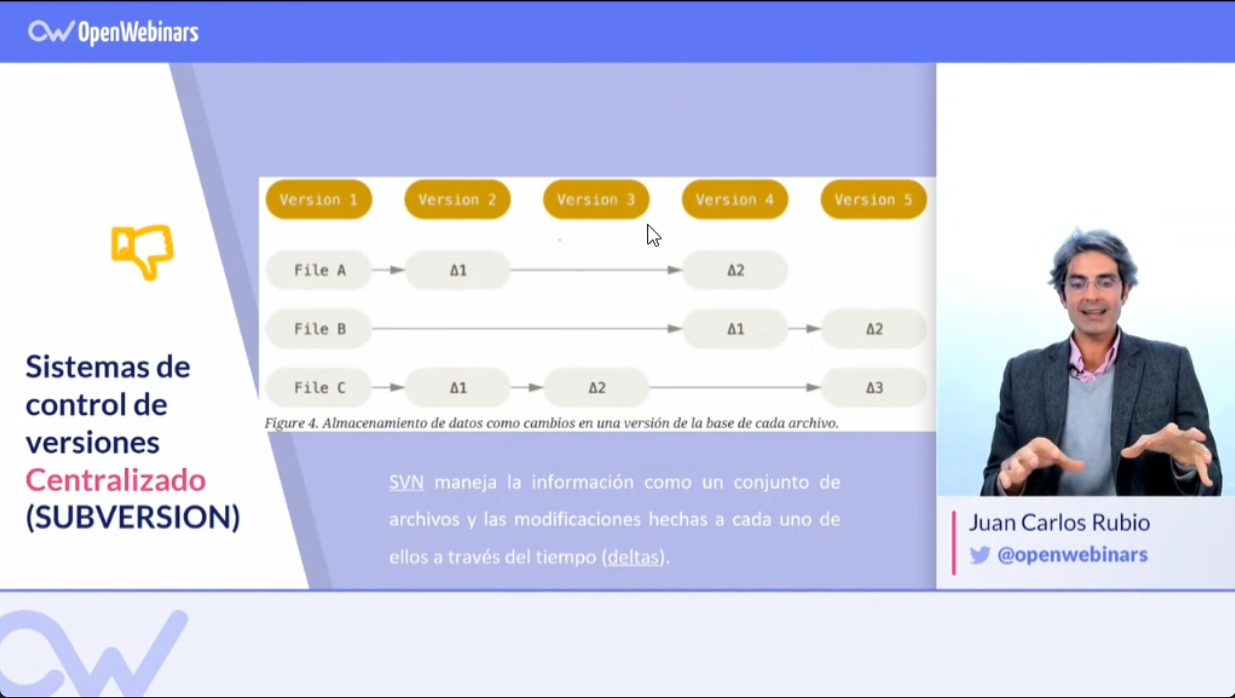 OpenWebinars
Version 1 Version 2 Version 3 Version 4 Version 5
File A Δ1 Δ2
File B Δ1 Δ2
File C Δ1 Δ2 Δ3
Figure 4. Almacenamiento de datos como cambios en una versión de la base de cada archivo.
Sistemas de
control de
versiones
Centralizado
(SUBVERSION)
SVN maneja la información como un conjunto de
archivos y las modificaciones hechas a cada uno de
ellos a través del tiempo (deltas).
Juan Carlos Rubio
@openwebinars